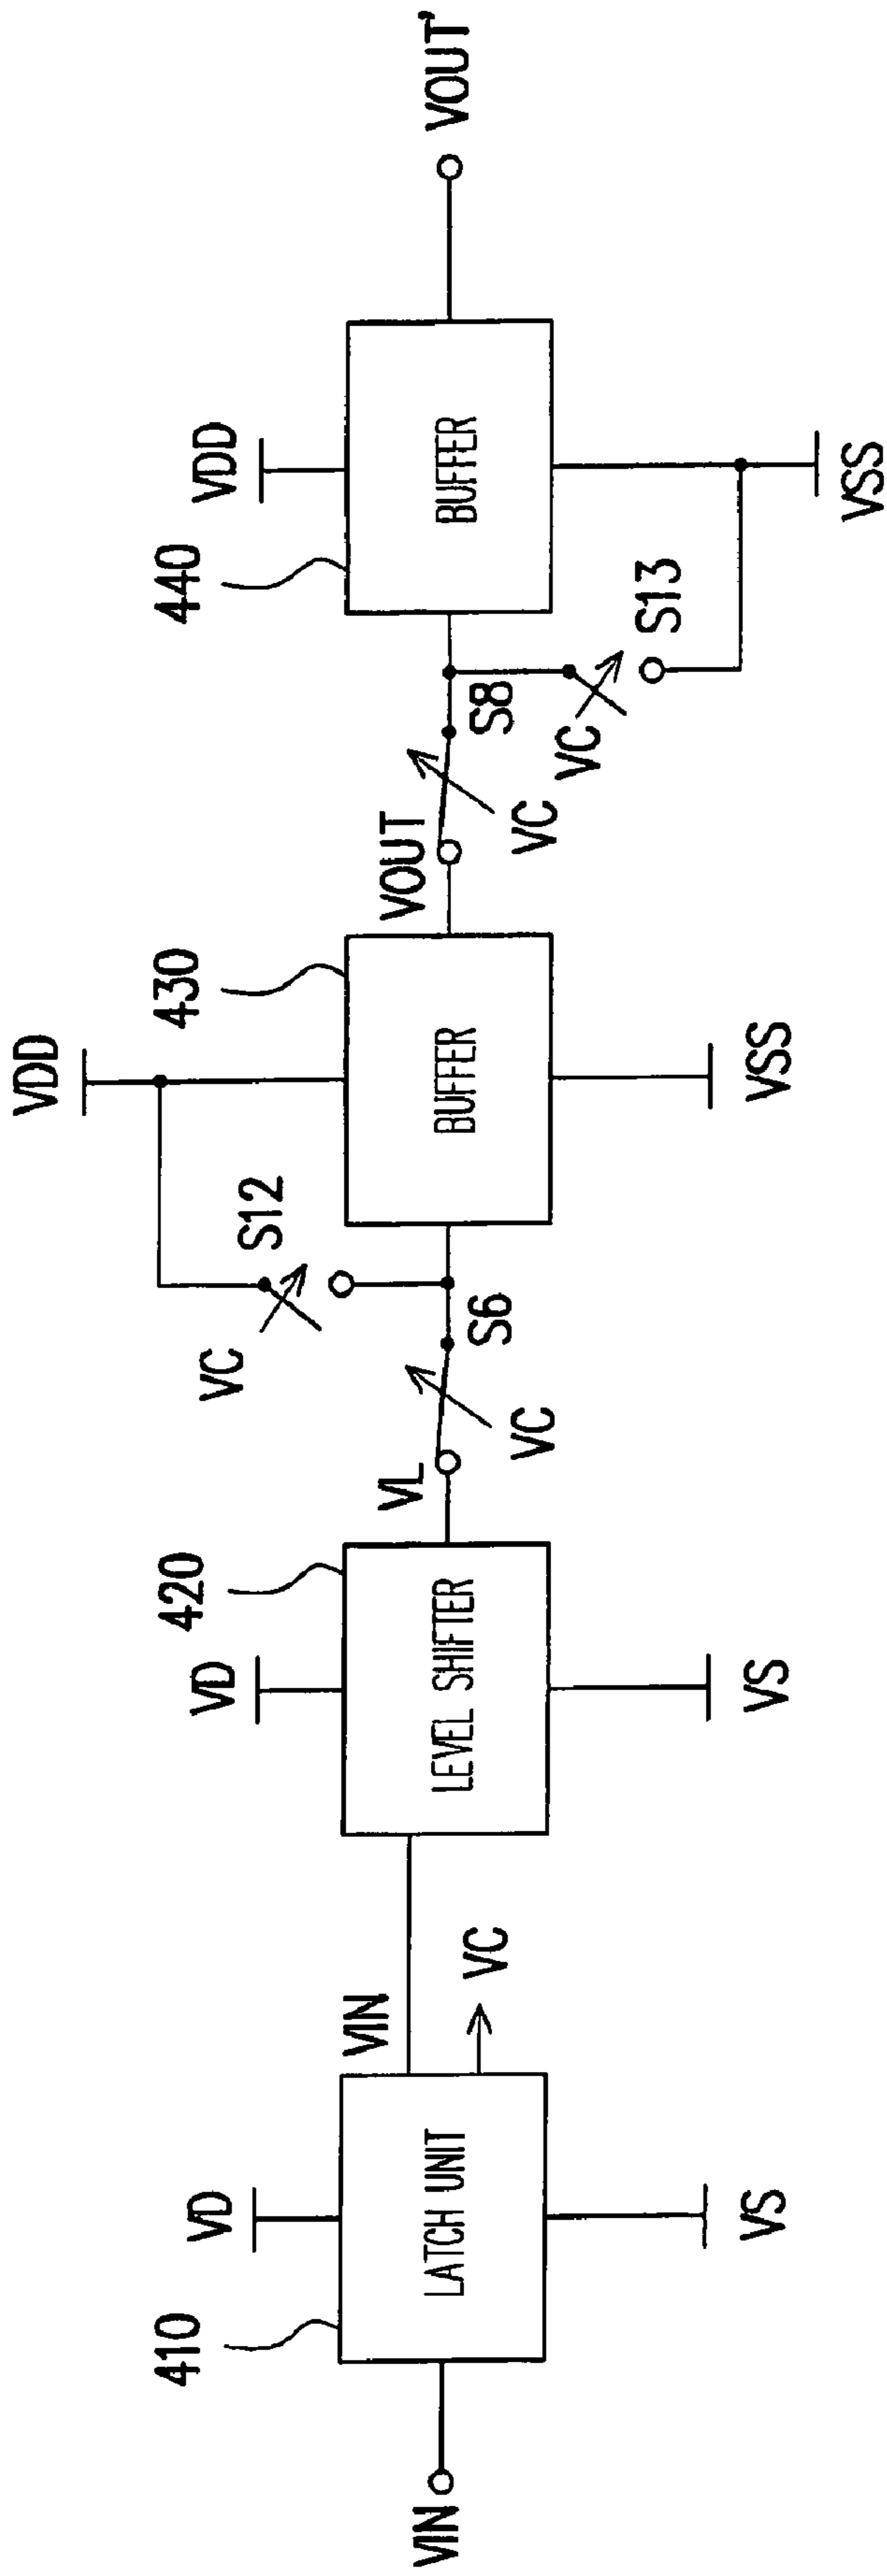 VIN
410
VD
LATCH UNIT
VS
VIN
VC
420
VD
LEVEL SHIFTER
VS
VL
VC
S6
VC
S12
VDD
430
BUFFER
VSS
VOUT
VC
S8
VC
S13
440
VDD
BUFFER
VSS
VOUT'